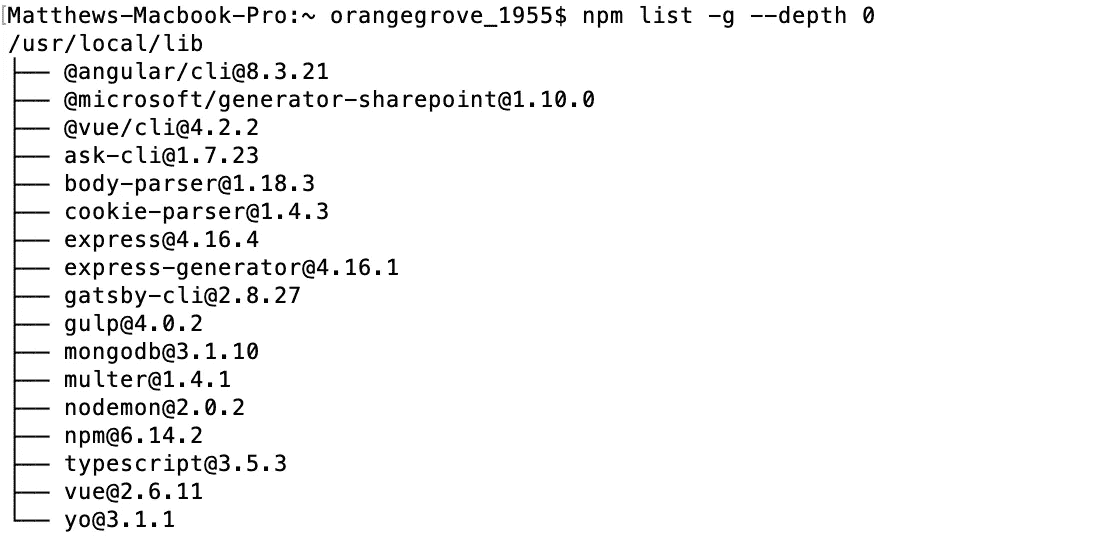 [Matthews-Macbook-Pro:~ orangegrove_1955$ npm list -g --depth 0
/usr/local/lib
├── @angular/cli@8.3.21
├── @microsoft/generator-sharepoint@1.10.0
├── @vue/cli@4.2.2
├── ask-cli@1.7.23
├── body-parser@1.18.3
├── cookie-parser@1.4.3
├── express@4.16.4
├── express-generator@4.16.1
├── gatsby-cli@2.8.27
├── gulp@4.0.2
├── mongodb@3.1.10
├── multer@1.4.1
├── nodemon@2.0.2
├── npm@6.14.2
├── typescript@3.5.3
├── vue@2.6.11
└── yo@3.1.1